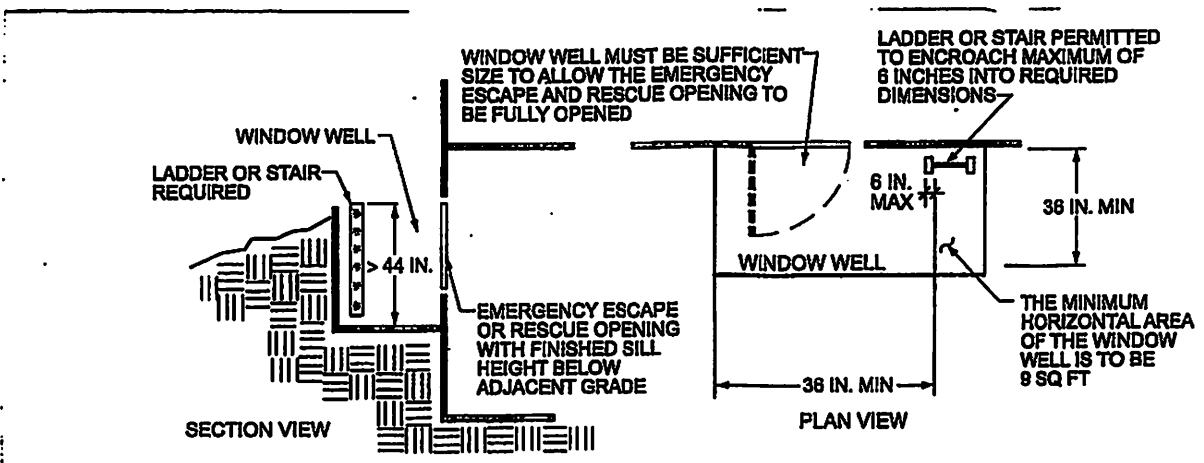 WINDOW WELL MUST BE SUFFICIENT
SIZE TO ALLOW THE EMERGENCY
ESCAPE AND RESCUE OPENING TO
BE FULLY OPENED
LADDER OR STAIR PERMITTED
TO ENCROACH MAXIMUM OF
6 INCHES INTO REQUIRED
DIMENSIONS
WINDOW WELL
LADDER OR STAIR
REQUIRED
> 44 IN.
6 IN.
MAX
36 IN. MIN
WINDOW WELL
EMERGENCY ESCAPE
OR RESCUE OPENING
WITH FINISHED SILL
HEIGHT BELOW
ADJACENT GRADE
THE MINIMUM
HORIZONTAL AREA
OF THE WINDOW
WELL IS TO BE
9 SQ FT
36 IN. MIN
SECTION VIEW
PLAN VIEW